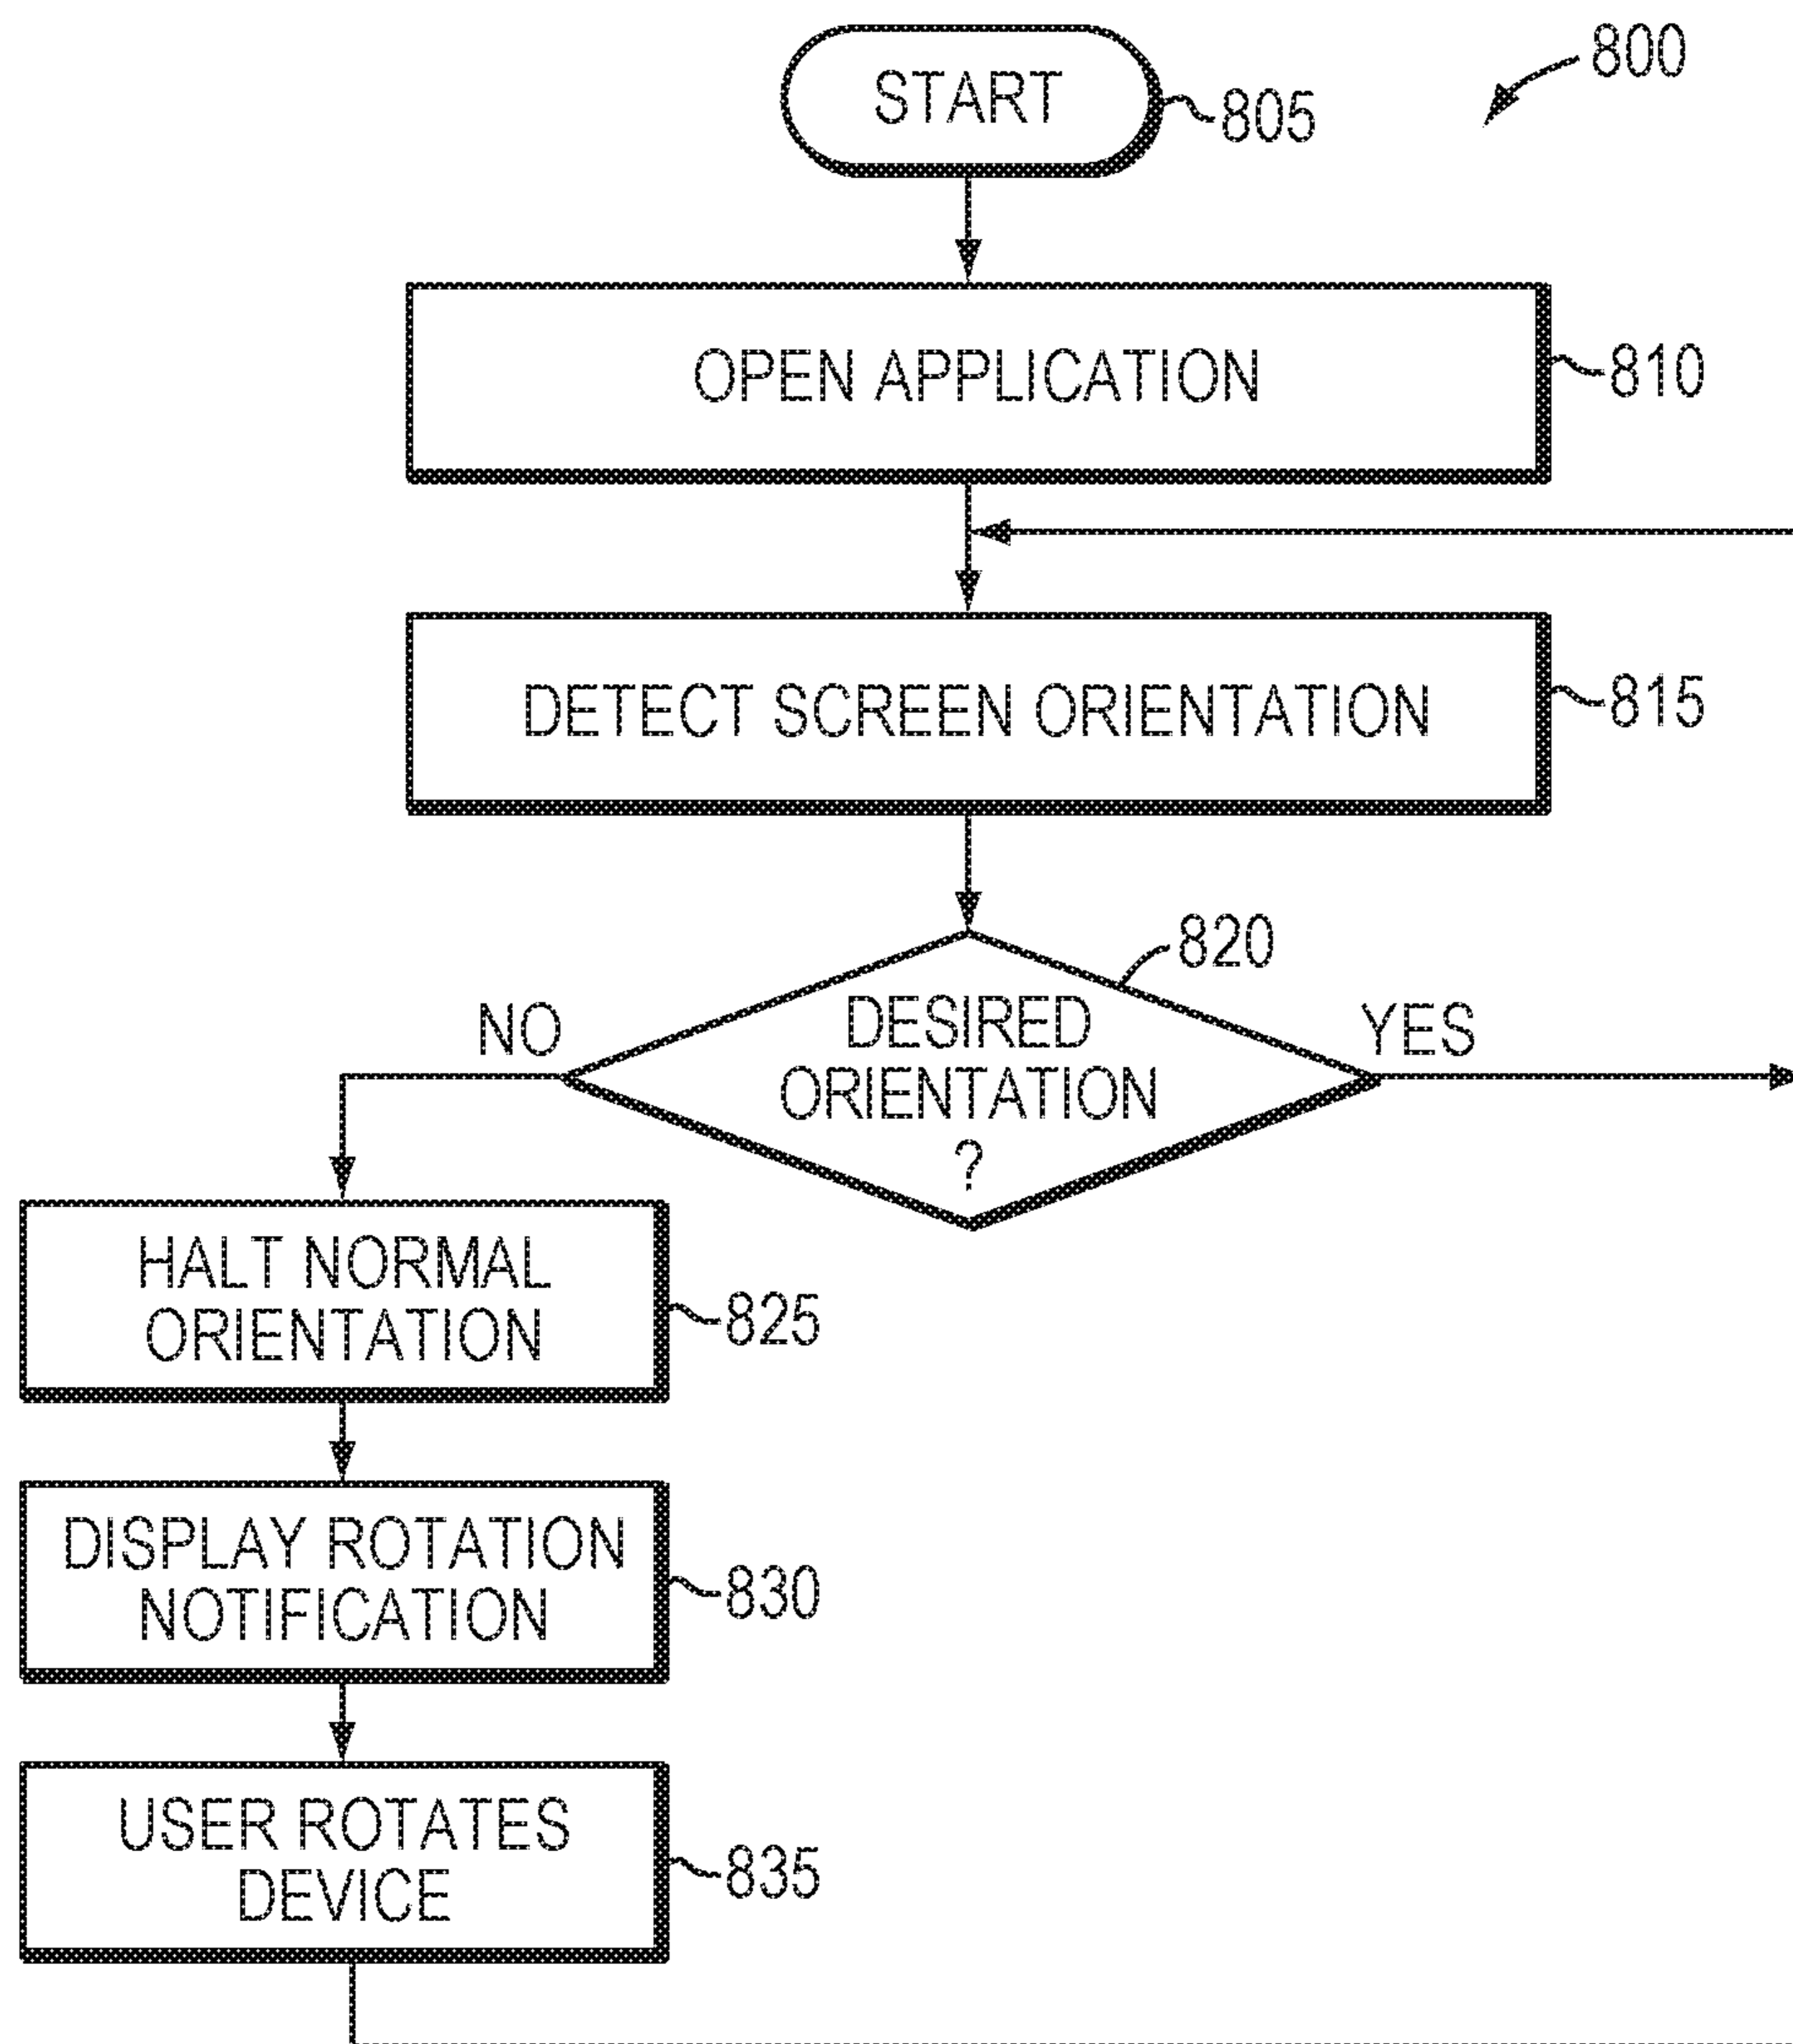 800
START
805
OPEN APPLICATION
810
DETECT SCREEN ORIENTATION
815
820
NO
DESIRED
ORIENTATION
?
YES
HALT NORMAL
ORIENTATION
825
DISPLAY ROTATION
NOTIFICATION
830
USER ROTATES
DEVICE
835